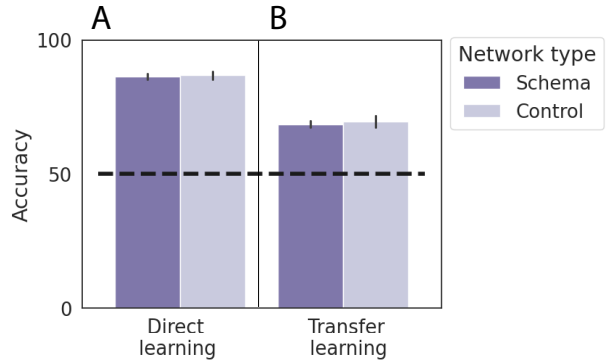 A
B
100
50
0
Accuracy
Direct
learning
Transfer
learning
Network type
Schema
Control